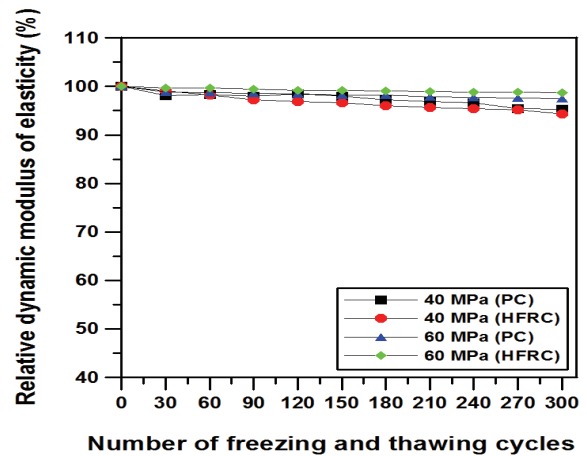 Relative dynamic modulus of elasticity (%)
110
100
90
80
70
60
50
40
40 MPa (PC)
40 MPa (HFRC)
60 MPa (PC)
60 MPa (HFRC)
0 30 60 90 120 150 180 210 240 270 300
Number of freezing and thawing cycles